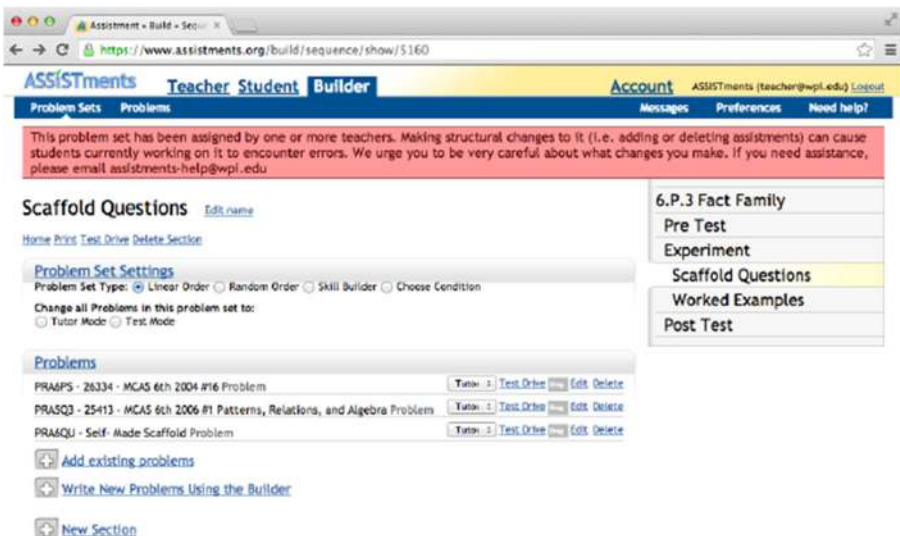 Assistment - Build - Sequ
https://www.assistments.org/build/sequence/show/5160
ASSISTments Teacher Student Builder Account ASSISTments (teacher@wpi.edu) Logout
Problem Sets Problems Messages Preferences Need help?
This problem set has been assigned by one or more teachers. Making structural changes to it (i.e. adding or deleting assistments) can cause
students currently working on it to encounter errors. We urge you to be very careful about what changes you make. If you need assistance,
please email assistments-help@wpi.edu
Scaffold Questions Edit name
Home Print Test Drive Delete Section
Problem Set Settings
Problem Set Type: Linear Order Random Order Skill Builder Choose Condition
Change all Problems in this problem set to:
Tutor Mode Test Mode
Problems
PRA6PS - 26334 - MCAS 6th 2004 #16 Problem Tutor Test Drive Edit Delete
PRASQ3 - 25413 - MCAS 6th 2006 #1 Patterns, Relations, and Algebra Problem Tutor Test Drive Edit Delete
PRA6QU - Self- Made Scaffold Problem Tutor Test Drive Edit Delete
Add existing problems
Write New Problems Using the Builder
New Section
6.P.3 Fact Family
Pre Test
Experiment
Scaffold Questions
Worked Examples
Post Test